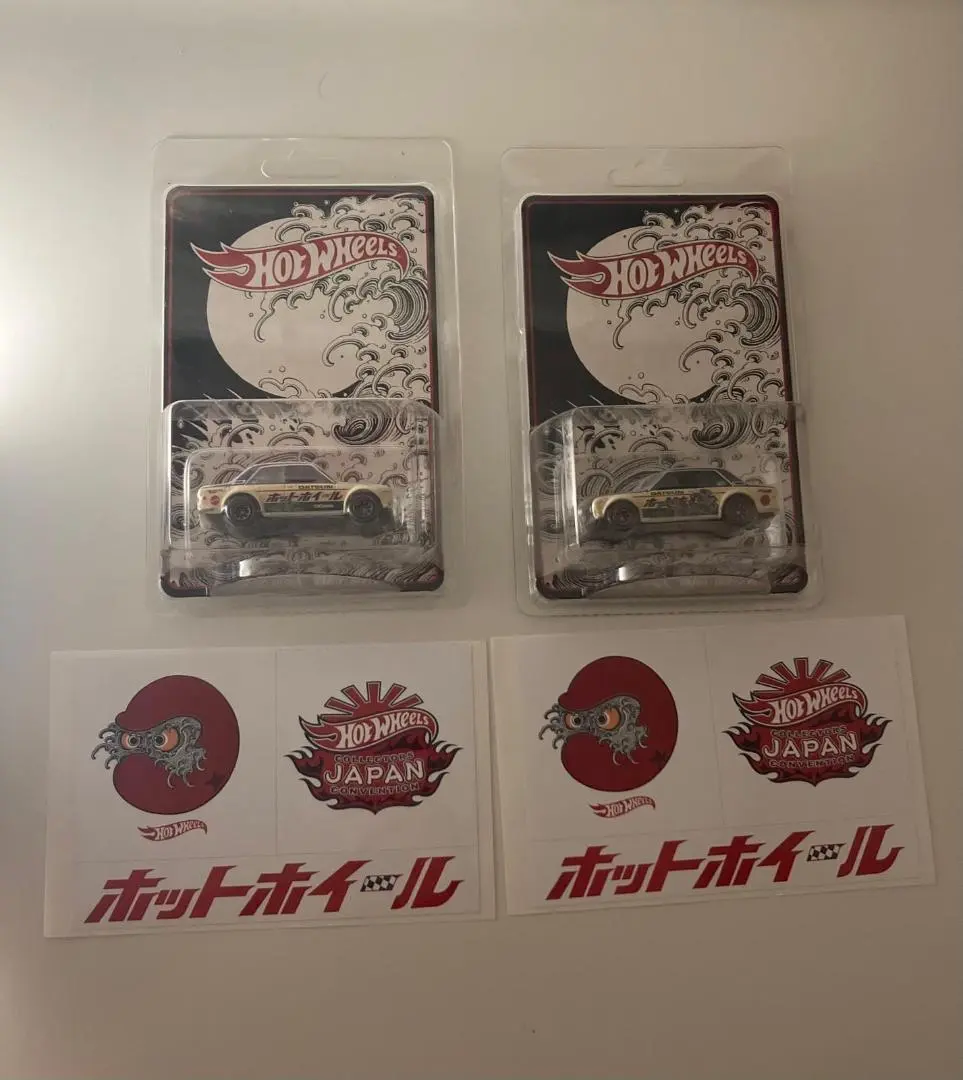 HOT WHEELS
HOT WHEELS
DATSUN
ホットホイール
DATSUN
HOT WHEELS
COLLECTORS
JAPAN
CONVENTION
HOT WHEELS
ホットホイール
HOT WHEELS
COLLECTORS
JAPAN
CONVENTION
HOT WHEELS
ホットホイール